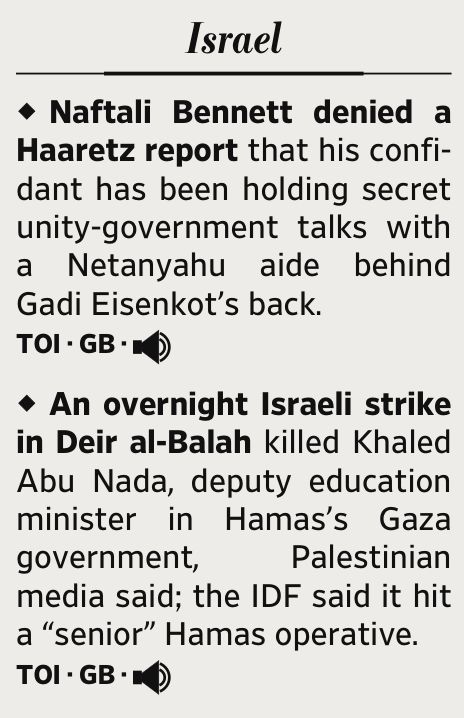 Israel
◆ Naftali Bennett denied a
Haaretz report that his confi-
dant has been holding secret
unity-government talks with
a Netanyahu aide behind
Gadi Eisenkot’s back.
TOI · GB ·
◆ An overnight Israeli strike
in Deir al-Balah killed Khaled
Abu Nada, deputy education
minister in Hamas’s Gaza
government, Palestinian
media said; the IDF said it hit
a “senior” Hamas operative.
TOI · GB ·